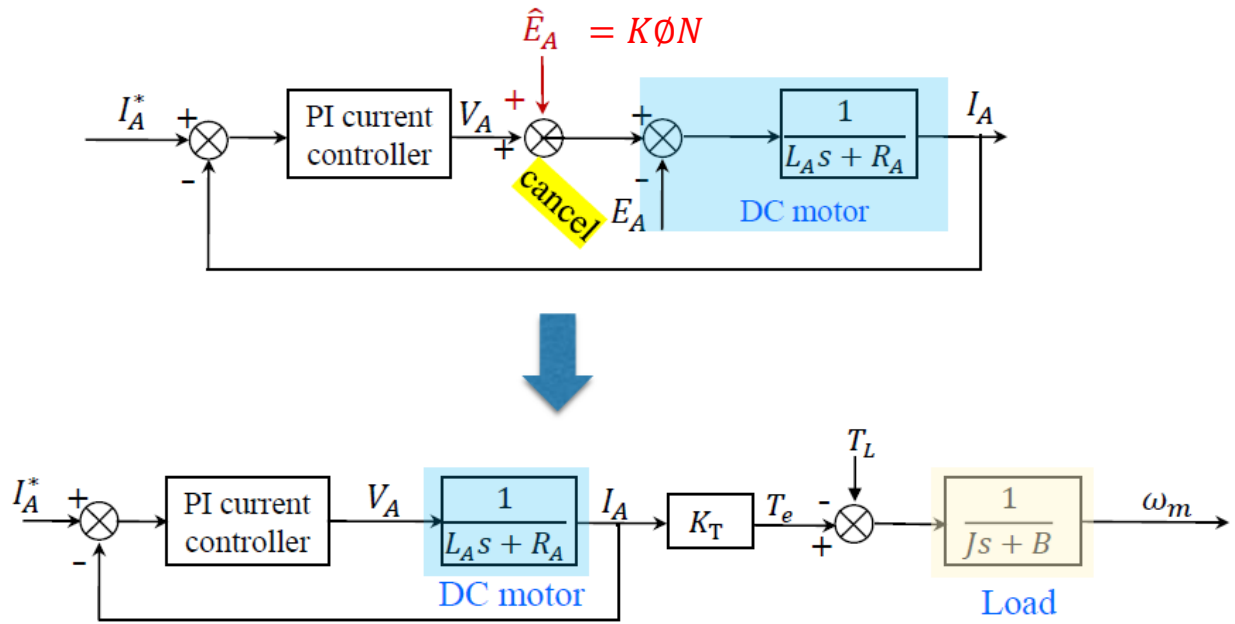 Ê_A = K∅N
I_A^*
+
-
PI current
controller
V_A
+
+
cancel
+
-
E_A
1
L_A s + R_A
DC motor
I_A
I_A^*
+
-
PI current
controller
V_A
1
L_A s + R_A
DC motor
I_A
K_T
T_e
T_L
-
+
1
Js + B
Load
ω_m